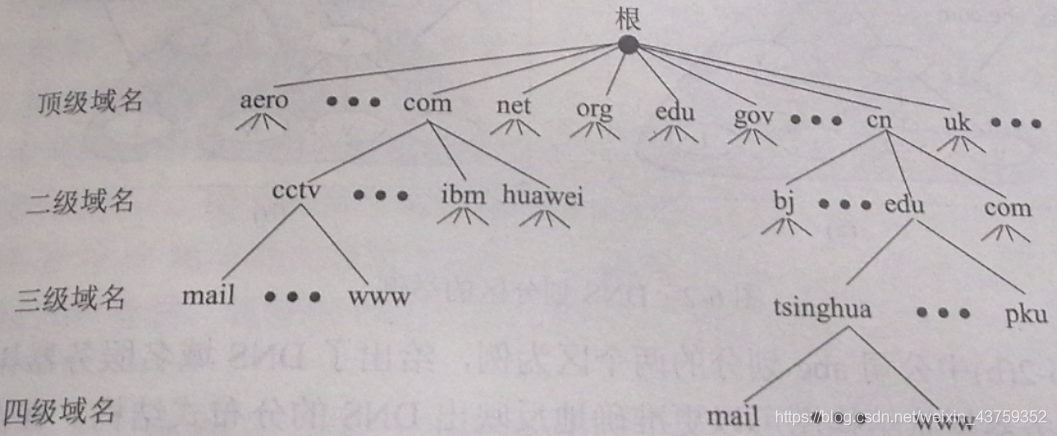 根
顶级域名 aero ••• com net org edu gov ••• cn uk •••
二级域名 cctv ••• ibm huawei bj ••• edu com
三级域名 mail ••• www tsinghua ••• pku
四级域名 mail ••• www
https://blog.csdn.net/weixin_43759352